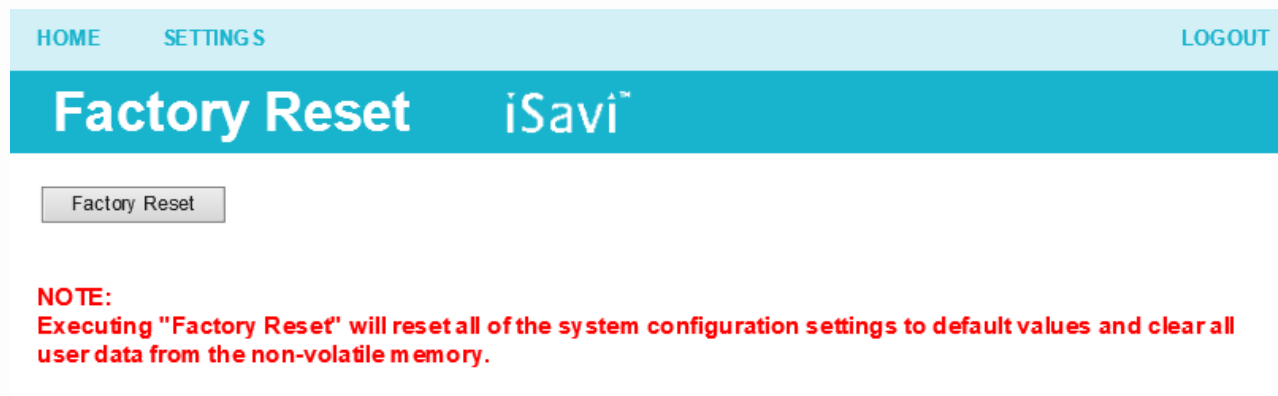 HOME SETTINGS LOGOUT
Factory Reset iSavi™
Factory Reset
NOTE:
Executing "Factory Reset" will reset all of the system configuration settings to default values and clear all
user data from the non-volatile memory.